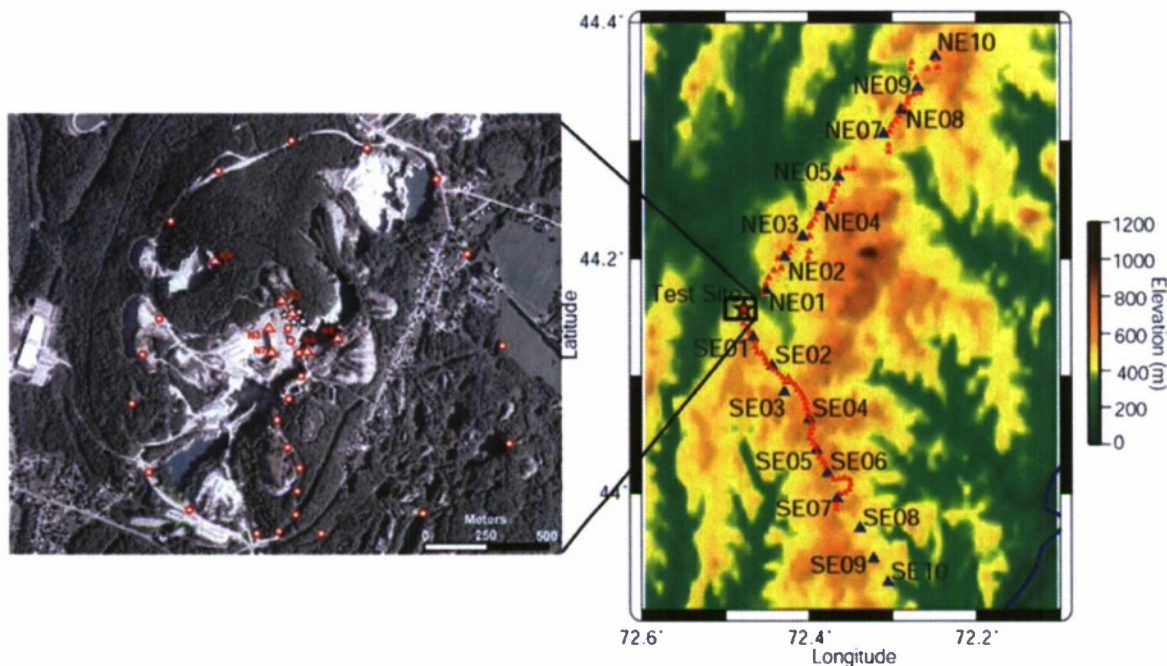 44.4°
NE10
NE09
NE08
NE07
NE05
NE04
NE03
NE02
44.2°
Test Site
NE01
SE01
SE02
SE03
SE04
SE05
SE06
44°
SE07
SE08
SE09
SE10
72.6°
72.4°
72.2°
Longitude
Latitude
1200
1000
800
600
400
200
0
Elevation (m)
Meters
0
250
500